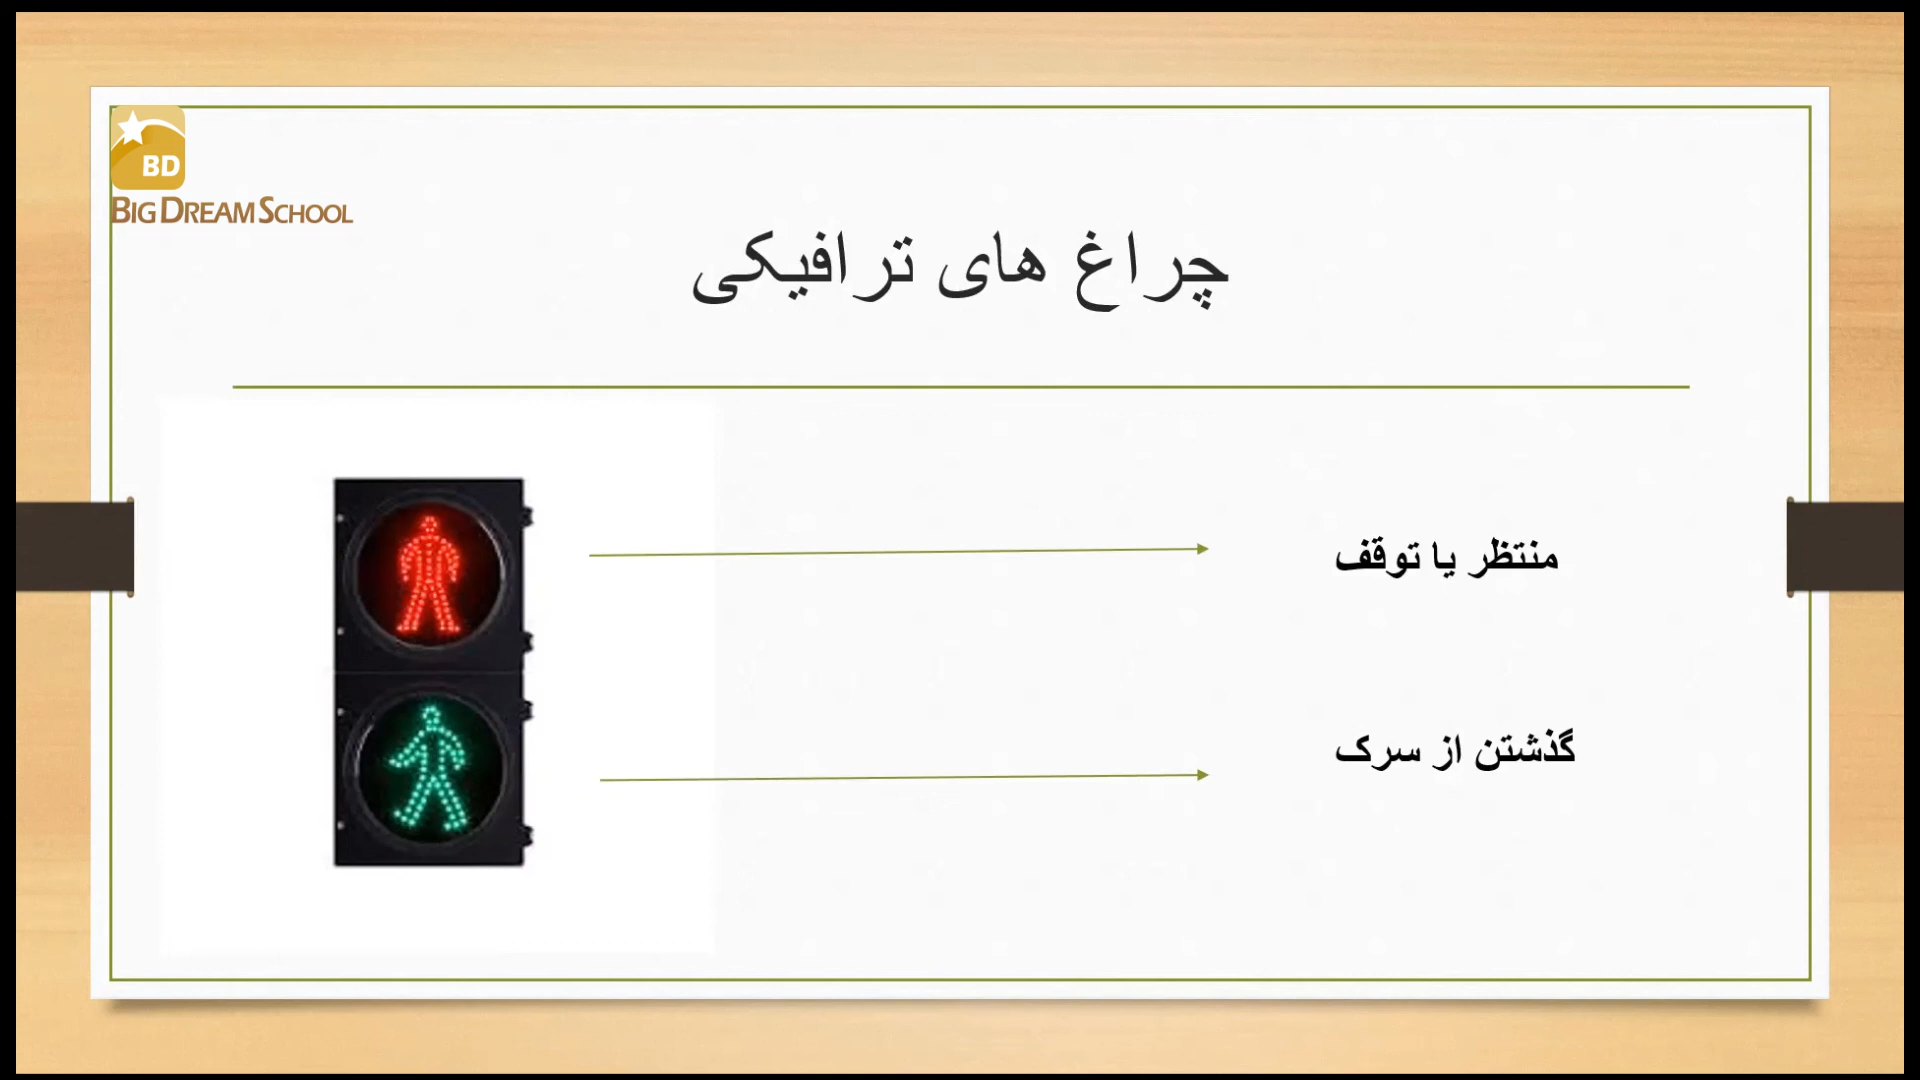 BD
BIG DREAM SCHOOL
چراغ های ترافیکی
منتظر یا توقف
گذشتن از سرک